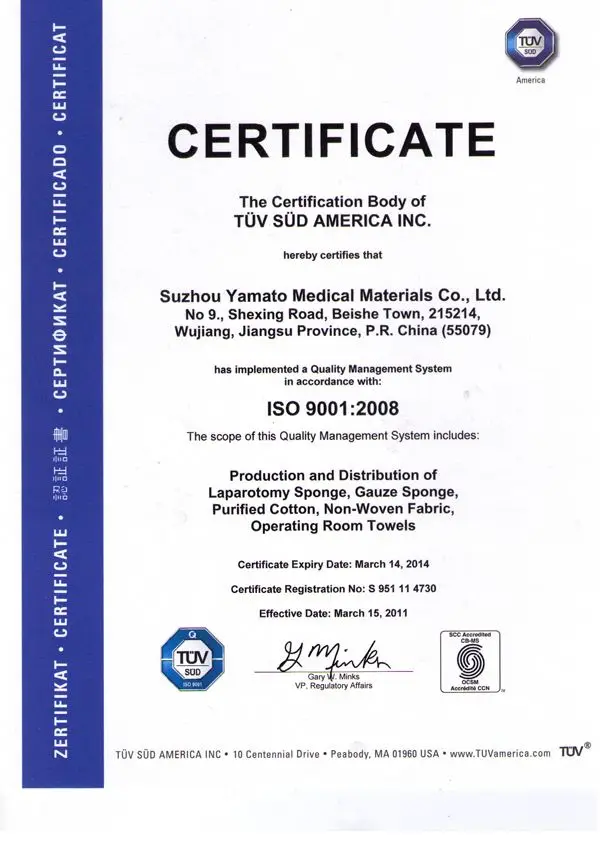 TÜV
SÜD
America
CERTIFICATE
The Certification Body of
TÜV SÜD AMERICA INC.
hereby certifies that
Suzhou Yamato Medical Materials Co., Ltd.
No 9., Shexing Road, Beishe Town, 215214,
Wujiang, Jiangsu Province, P.R. China (55079)
has implemented a Quality Management System
in accordance with:
ISO 9001:2008
The scope of this Quality Management System includes:
Production and Distribution of
Laparotomy Sponge, Gauze Sponge,
Purified Cotton, Non-Woven Fabric,
Operating Room Towels
Certificate Expiry Date: March 14, 2014
Certificate Registration No: S 951 11 4730
Effective Date: March 15, 2011
Q
TÜV
SÜD
ISO 9001
G W Minks
Gary W. Minks
VP, Regulatory Affairs
SCC Accredited
CB-MS
OCSM
Accrédité CCN
TM
TÜV SÜD AMERICA INC • 10 Centennial Drive • Peabody, MA 01960 USA • www.TUVamerica.com TÜV®
ZERTIFIKAT • CERTIFICATE • 認証証書 • СЕРТИФИКАТ • CERTIFICADO • CERTIFICAT